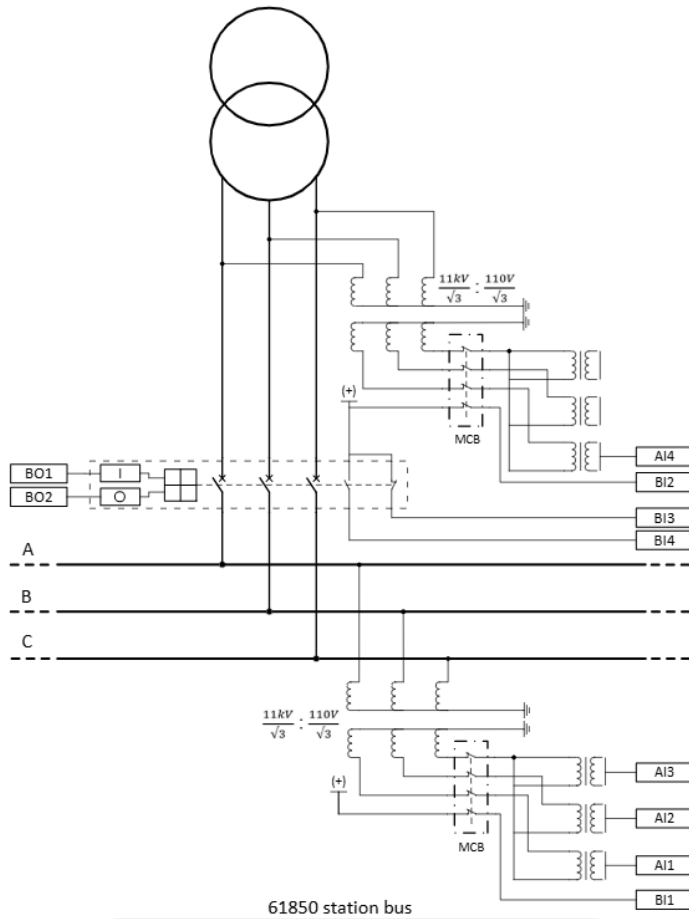 11kV/√3 : 110V/√3
(+)
MCB
AI4
BI2
BO1
I
BO2
O
BI3
BI4
A
B
C
11kV/√3 : 110V/√3
(+)
MCB
AI3
AI2
AI1
BI1
61850 station bus